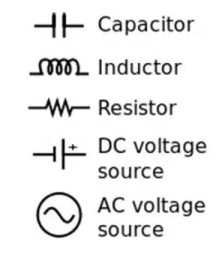 Capacitor
Inductor
Resistor
+
DC voltage
source
AC voltage
source